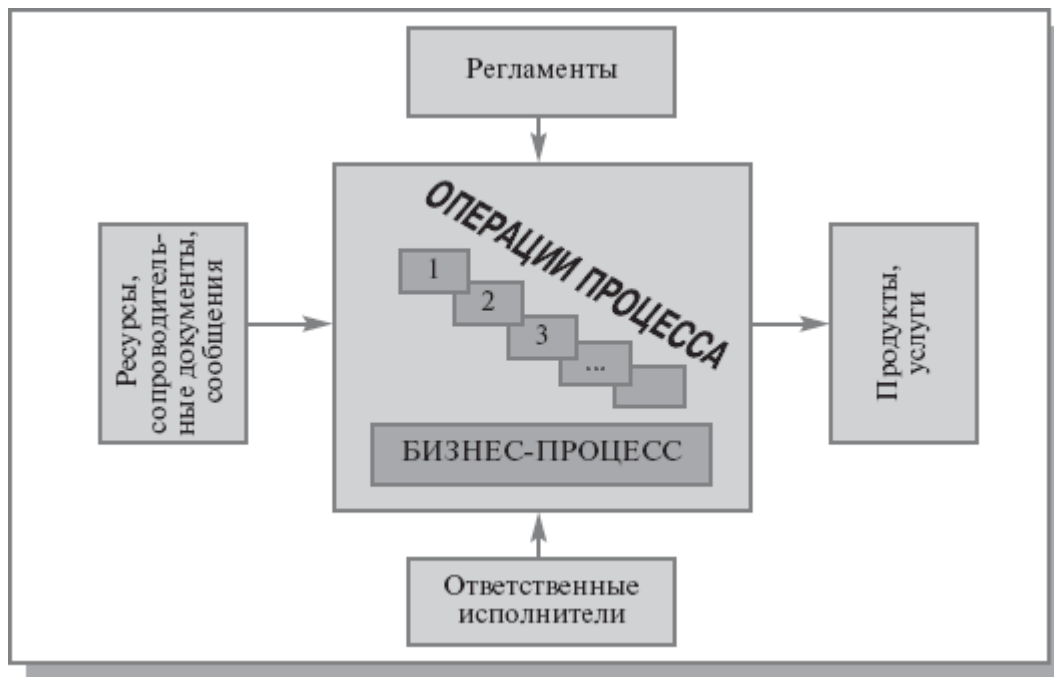 Регламенты
Ресурсы,
сопроводитель-
ные документы,
сообщения
ОПЕРАЦИИ ПРОЦЕССА
1
2
3
...
БИЗНЕС-ПРОЦЕСС
Продукты,
услуги
Ответственные
исполнители